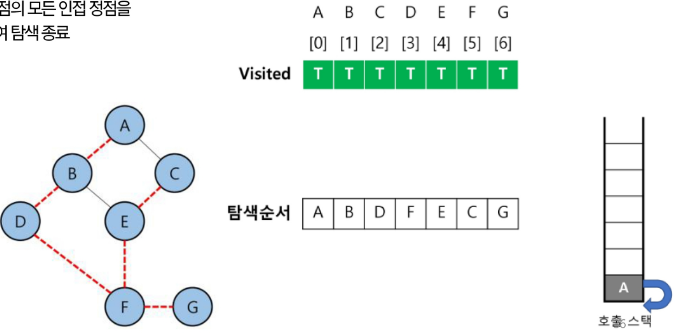 점의 모든 인접 정점을
탐색 종료
A B C D E F G
[0] [1] [2] [3] [4] [5] [6]
Visited T T T T T T T
A
B
C
D
E
F
G
탐색순서 A B D F E C G
A
호출 스택